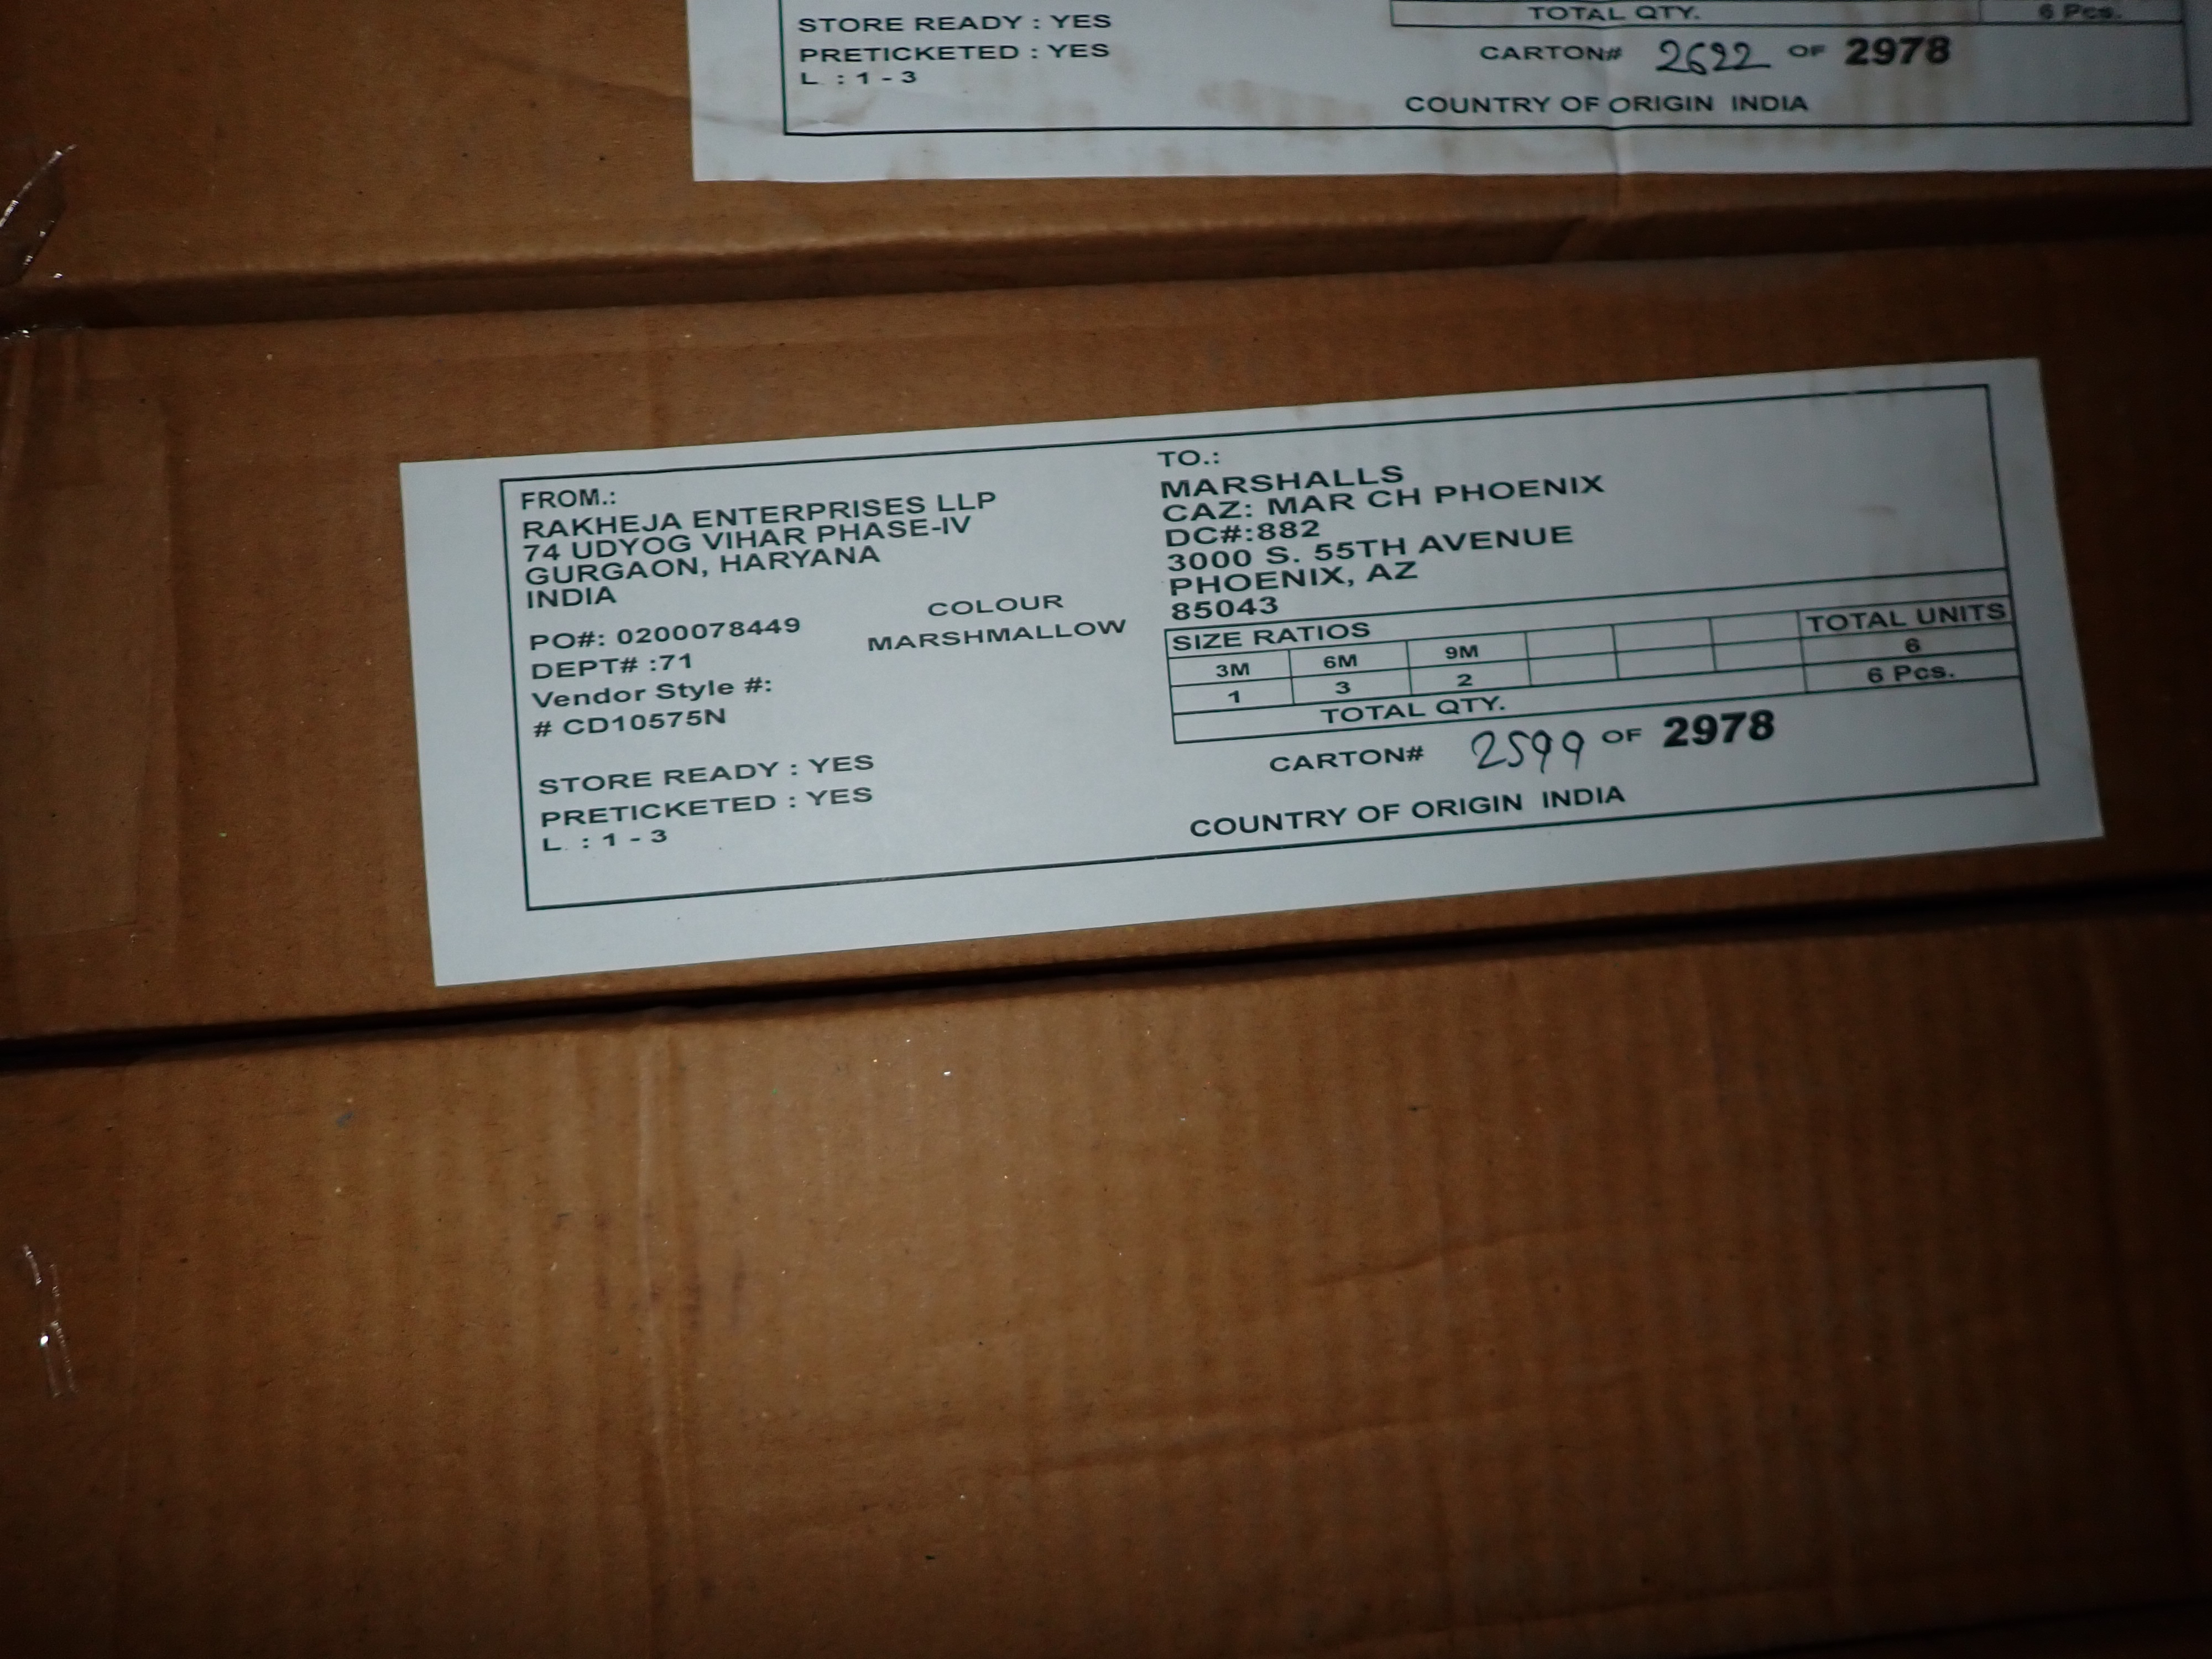 TOTAL QTY. 6 Pcs.
STORE READY : YES
PRETICKETED : YES
L : 1 - 3
CARTON# 2622 OF 2978
COUNTRY OF ORIGIN INDIA
FROM.:
RAKHEJA ENTERPRISES LLP
74 UDYOG VIHAR PHASE-IV
GURGAON, HARYANA
INDIA
PO#: 0200078449
DEPT# :71
Vendor Style #:
# CD10575N
COLOUR
MARSHMALLOW
STORE READY : YES
PRETICKETED : YES
L : 1 - 3
TO.:
MARSHALLS
CAZ: MAR CH PHOENIX
DC#:882
3000 S. 55TH AVENUE
PHOENIX, AZ
85043
SIZE RATIOS TOTAL UNITS
3M 6M 9M 6
1 3 2 6 Pcs.
TOTAL QTY.
CARTON# 2599 OF 2978
COUNTRY OF ORIGIN INDIA